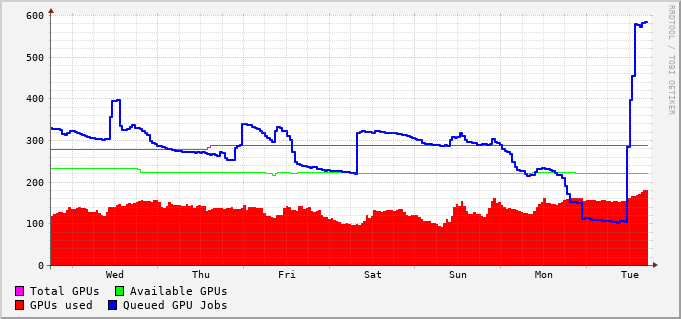 600
500
400
300
200
100
0
Wed Thu Fri Sat Sun Mon Tue
Total GPUs Available GPUs
GPUs used Queued GPU Jobs
RRDTOOL / TOBI OETIKER